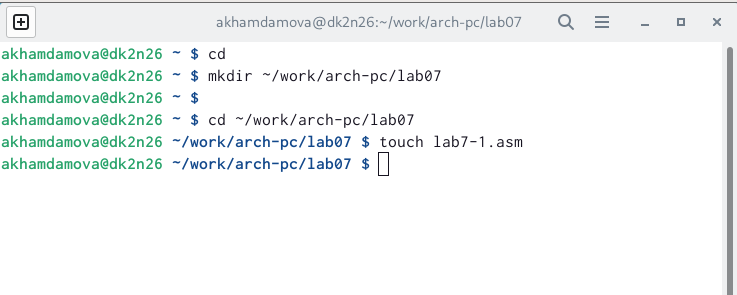 akhamdamova@dk2n26:~/work/arch-pc/lab07
akhamdamova@dk2n26 ~ $ cd
akhamdamova@dk2n26 ~ $ mkdir ~/work/arch-pc/lab07
akhamdamova@dk2n26 ~ $
akhamdamova@dk2n26 ~ $ cd ~/work/arch-pc/lab07
akhamdamova@dk2n26 ~/work/arch-pc/lab07 $ touch lab7-1.asm
akhamdamova@dk2n26 ~/work/arch-pc/lab07 $